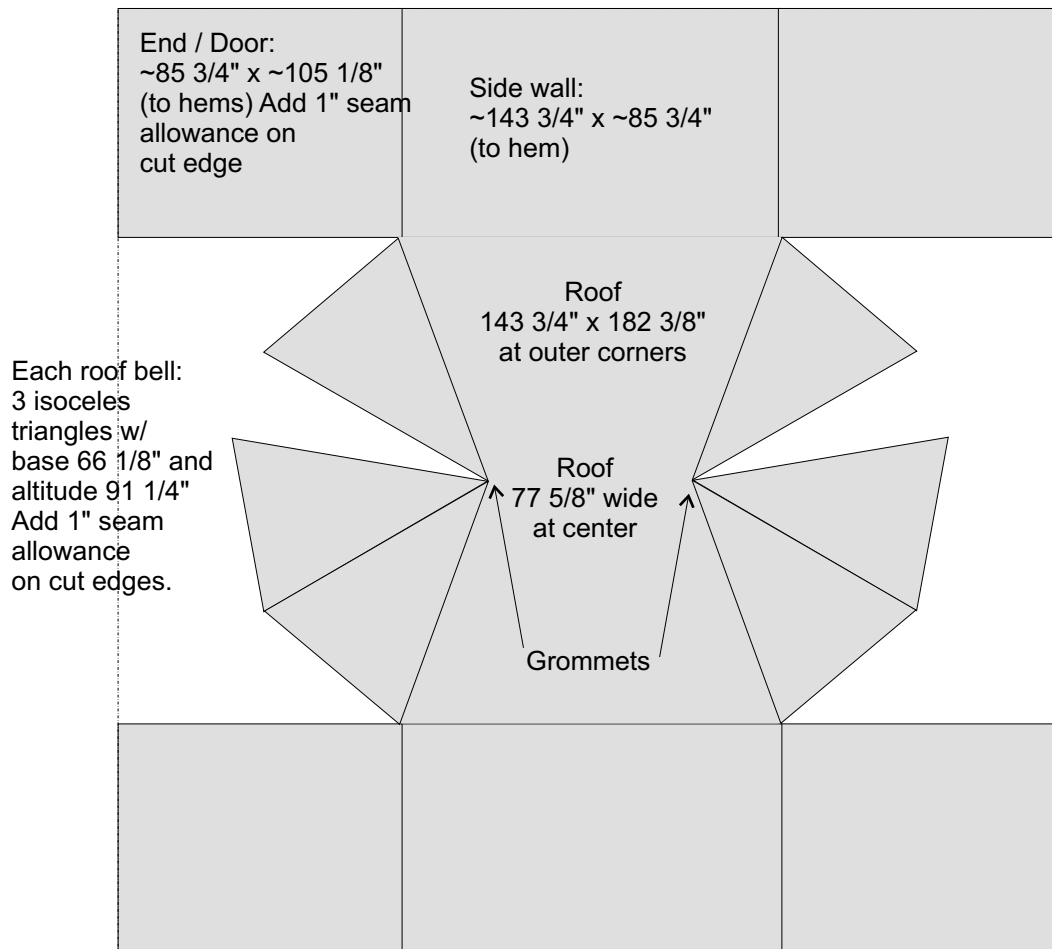 End / Door:
~85 3/4" x ~105 1/8"
(to hems) Add 1" seam
allowance on
cut edge
Side wall:
~143 3/4" x ~85 3/4"
(to hem)
Roof
143 3/4" x 182 3/8"
at outer corners
Each roof bell:
3 isoceles
triangles w/
base 66 1/8" and
altitude 91 1/4"
Add 1" seam
allowance
on cut edges.
Roof
77 5/8" wide
at center
Grommets